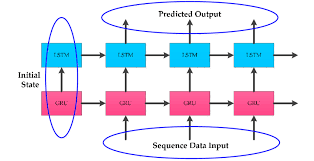 Predicted Output
LSTM LSTM LSTM LSTM
Initial
State
GRU GRU GRU GRU
Sequence Data Input